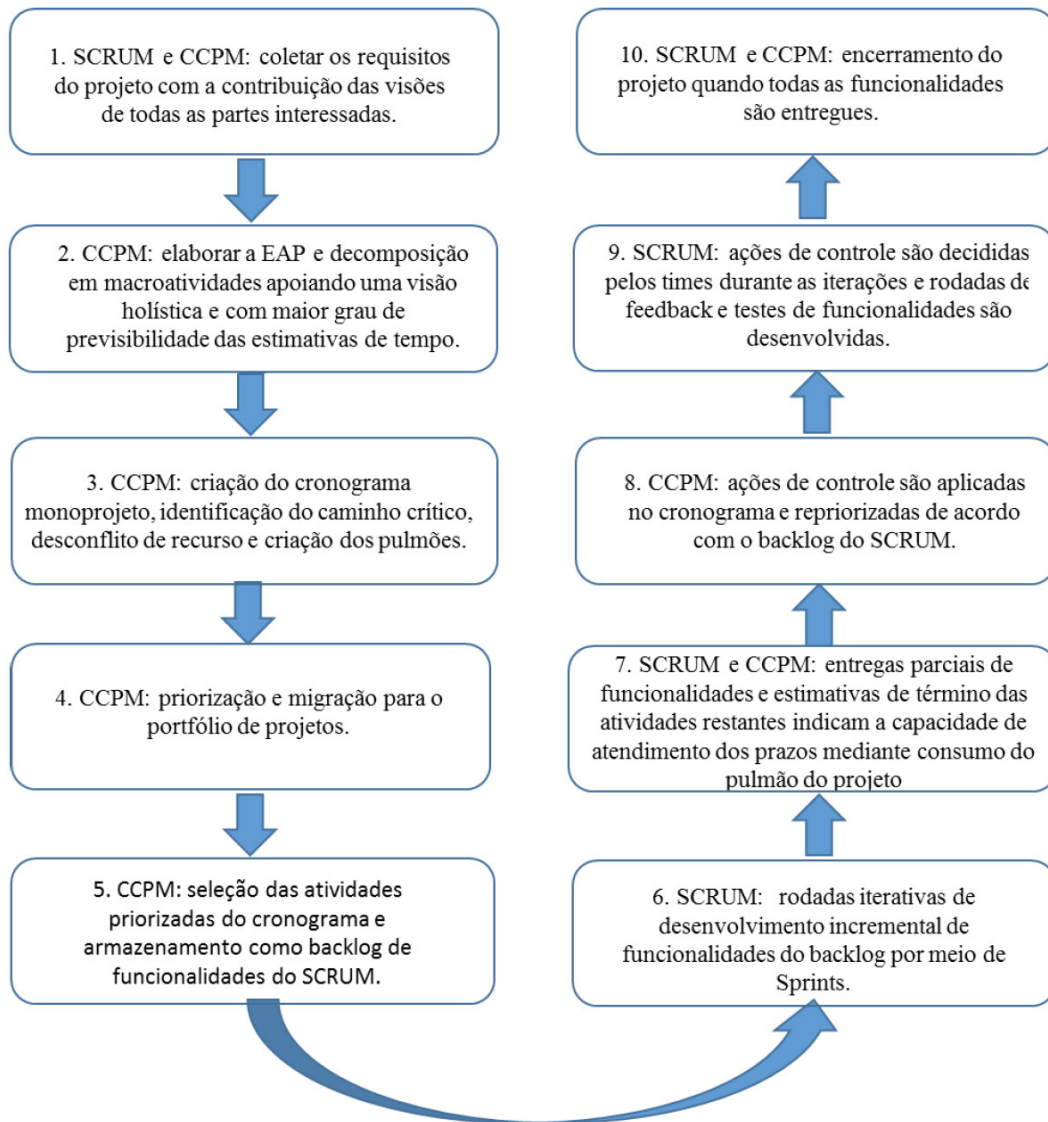 1. SCRUM e CCPM: coletar os requisitos
do projeto com a contribuição das visões
de todas as partes interessadas.
2. CCPM: elaborar a EAP e decomposição
em macroatividades apoiando uma visão
holística e com maior grau de
previsibilidade das estimativas de tempo.
3. CCPM: criação do cronograma
monoprojeto, identificação do caminho crítico,
desconflito de recurso e criação dos pulmões.
4. CCPM: priorização e migração para o
portfólio de projetos.
5. CCPM: seleção das atividades
priorizadas do cronograma e
armazenamento como backlog de
funcionalidades do SCRUM.
6. SCRUM: rodadas iterativas de
desenvolvimento incremental de
funcionalidades do backlog por meio de
Sprints.
7. SCRUM e CCPM: entregas parciais de
funcionalidades e estimativas de término das
atividades restantes indicam a capacidade de
atendimento dos prazos mediante consumo do
pulmão do projeto
8. CCPM: ações de controle são aplicadas
no cronograma e repriorizadas de acordo
com o backlog do SCRUM.
9. SCRUM: ações de controle são decididas
pelos times durante as iterações e rodadas de
feedback e testes de funcionalidades são
desenvolvidas.
10. SCRUM e CCPM: encerramento do
projeto quando todas as funcionalidades
são entregues.